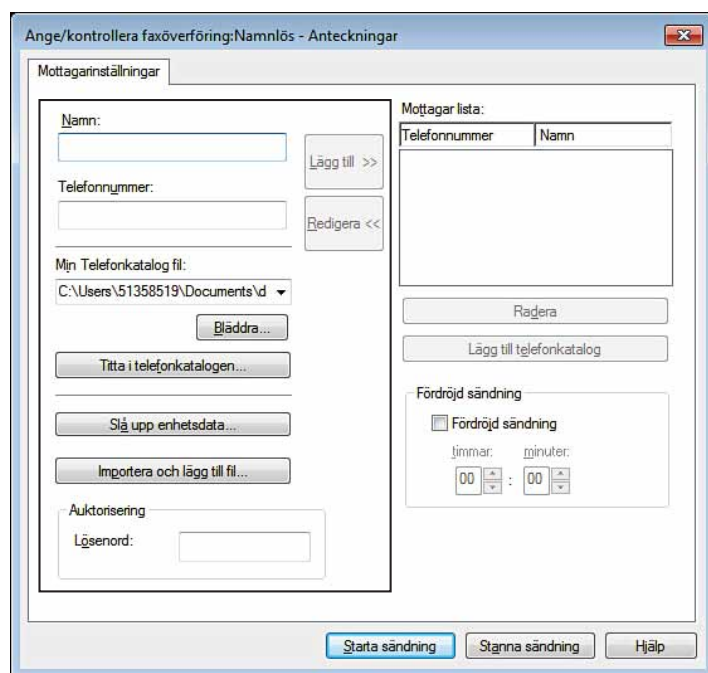 Ange/kontrollera faxöverföring:Namnlös - Anteckningar
Mottagarinställningar
Namn:
Lägg till >>
Telefonnummer:
Redigera <<
Min Telefonkatalog fil:
C:\Users\51358519\Documents\d
Bläddra...
Titta i telefonkatalogen...
Slå upp enhetsdata...
Importera och lägg till fil...
Auktorisering
Lösenord:
Mottagar lista:
Telefonnummer Namn
Radera
Lägg till telefonkatalog
Fördröjd sändning
Fördröjd sändning
timmar: minuter:
00 : 00
Starta sändning Stanna sändning Hjälp